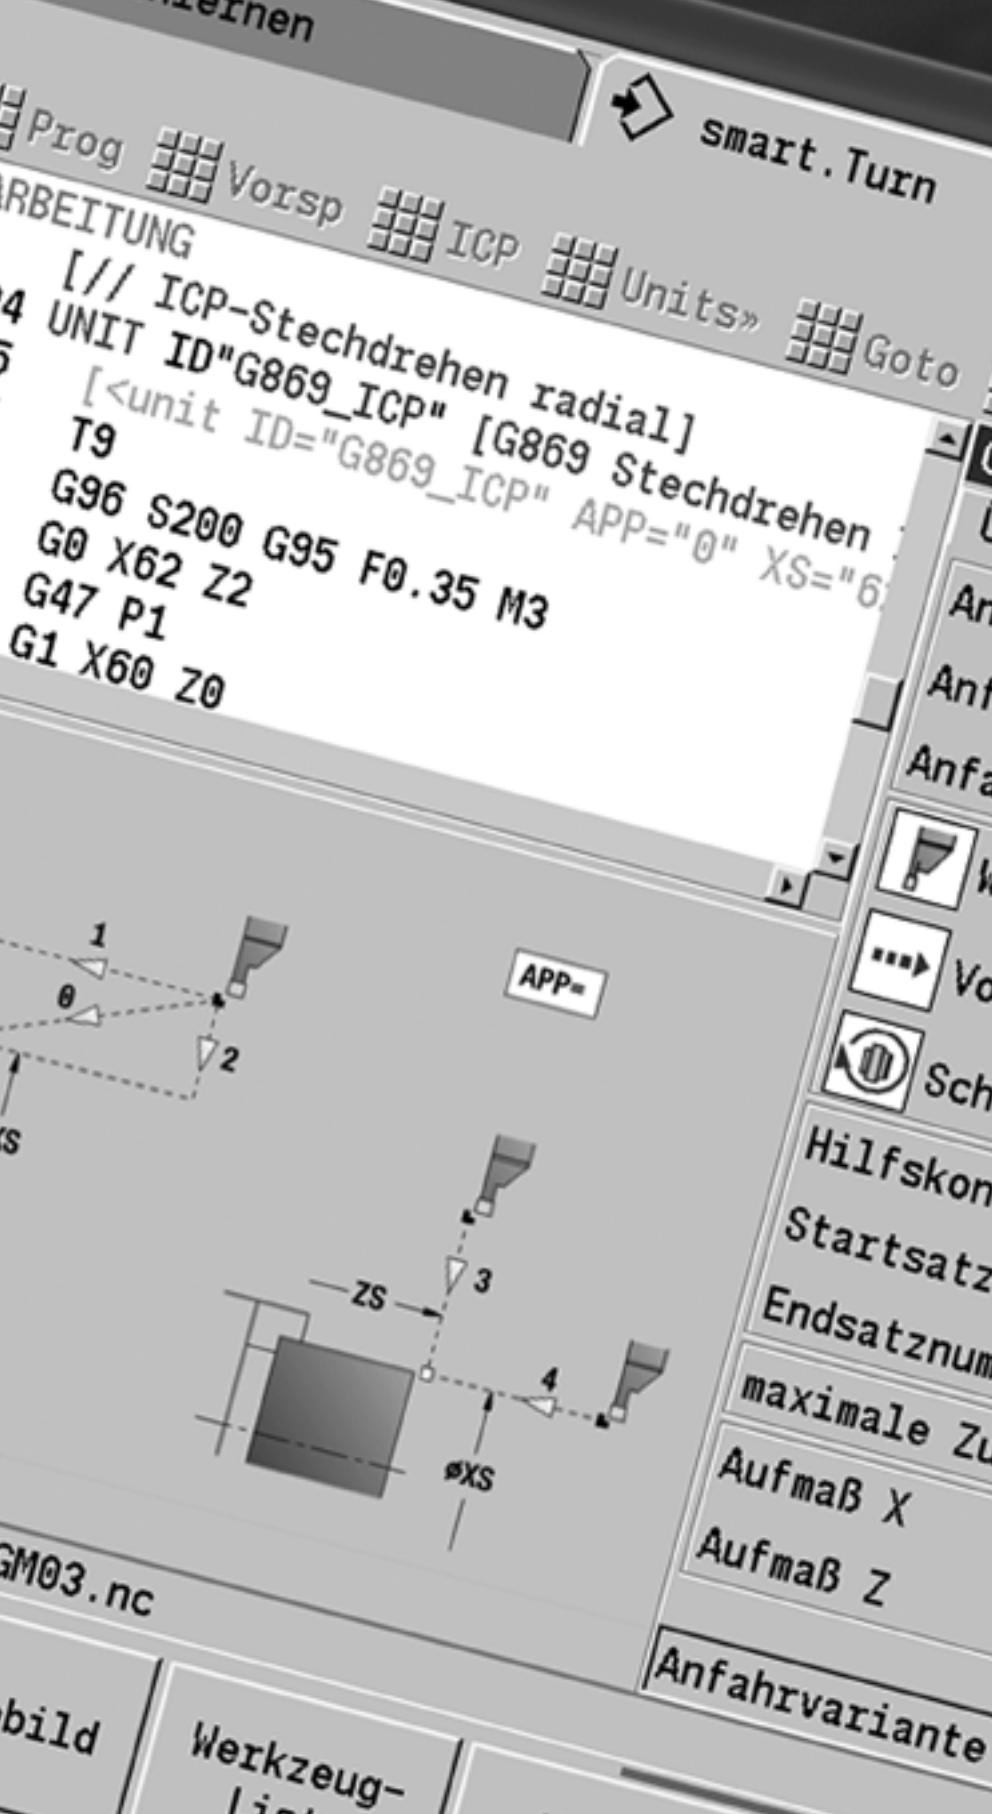 smart.Turn
Prog Vorsp ICP Units» Goto
[// ICP-Stechdrehen radial]
UNIT ID"G869_ICP" [G869 Stechdrehen
[<unit ID="G869_ICP" APP="0" XS="6
T9
G96 S200 G95 F0.35 M3
G0 X62 Z2
G47 P1
G1 X60 Z0
1
0
2
APP=
3
ZS
4
øXS
Hilfskon
Startsatz
Endsatznum
maximale Zu
Aufmaß X
Aufmaß Z
GM03.nc
Anfahrvariante
bild
Werkzeug-